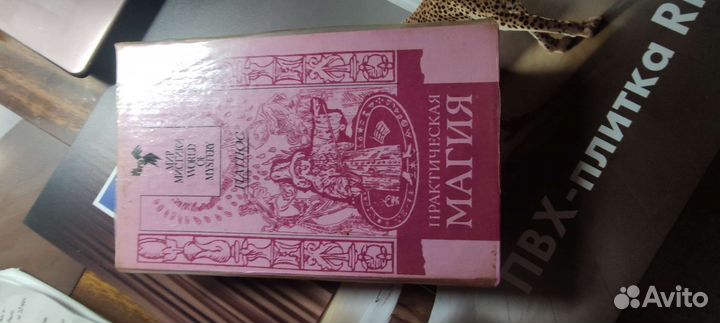 МИР
МИСТИКИ
WORLD
OF
MYSTERY
ПАПЮС
ПРАКТИЧЕСКАЯ
МАГИЯ
ПВХ-плитка
Avito